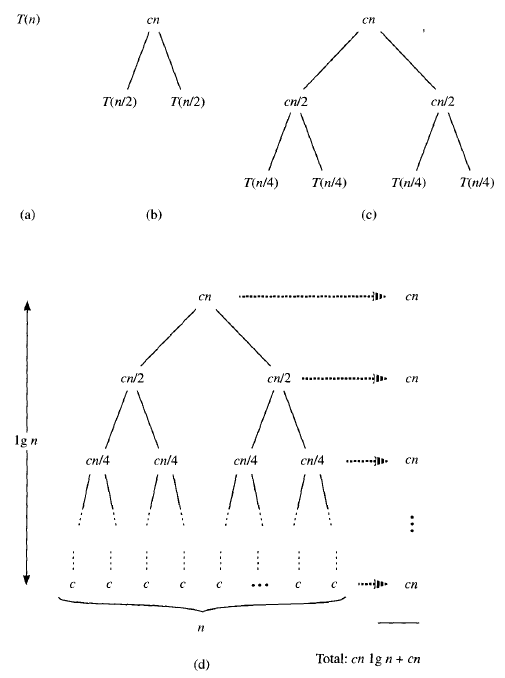 T(n) cn cn
T(n/2) T(n/2) cn/2 cn/2
T(n/4) T(n/4) T(n/4) T(n/4)
(a) (b) (c)
cn cn
cn/2 cn/2 cn
lg n
cn/4 cn/4 cn/4 cn/4 cn
c c c c c ••• c c cn
n
(d) Total: cn lg n + cn